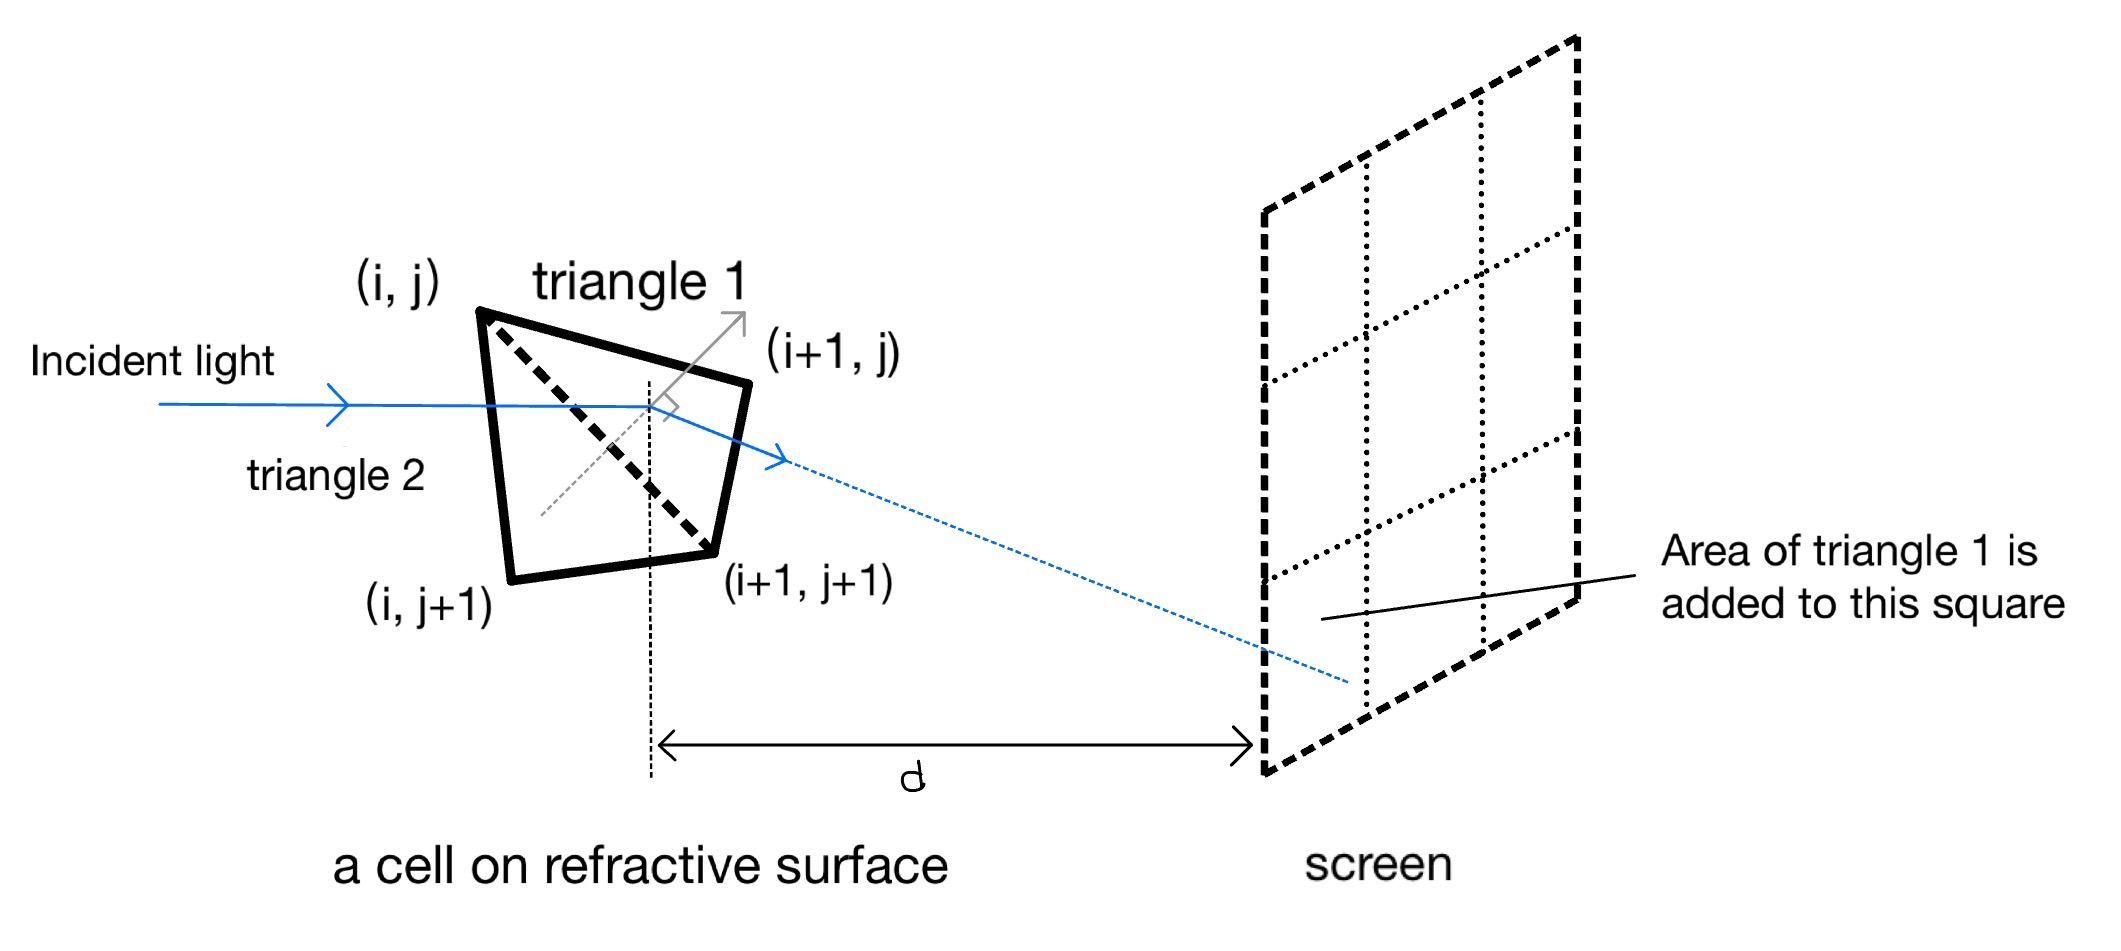 (i, j)
triangle 1
(i+1, j)
Incident light
triangle 2
(i, j+1)
(i+1, j+1)
Area of triangle 1 is
added to this square
d
a cell on refractive surface
screen